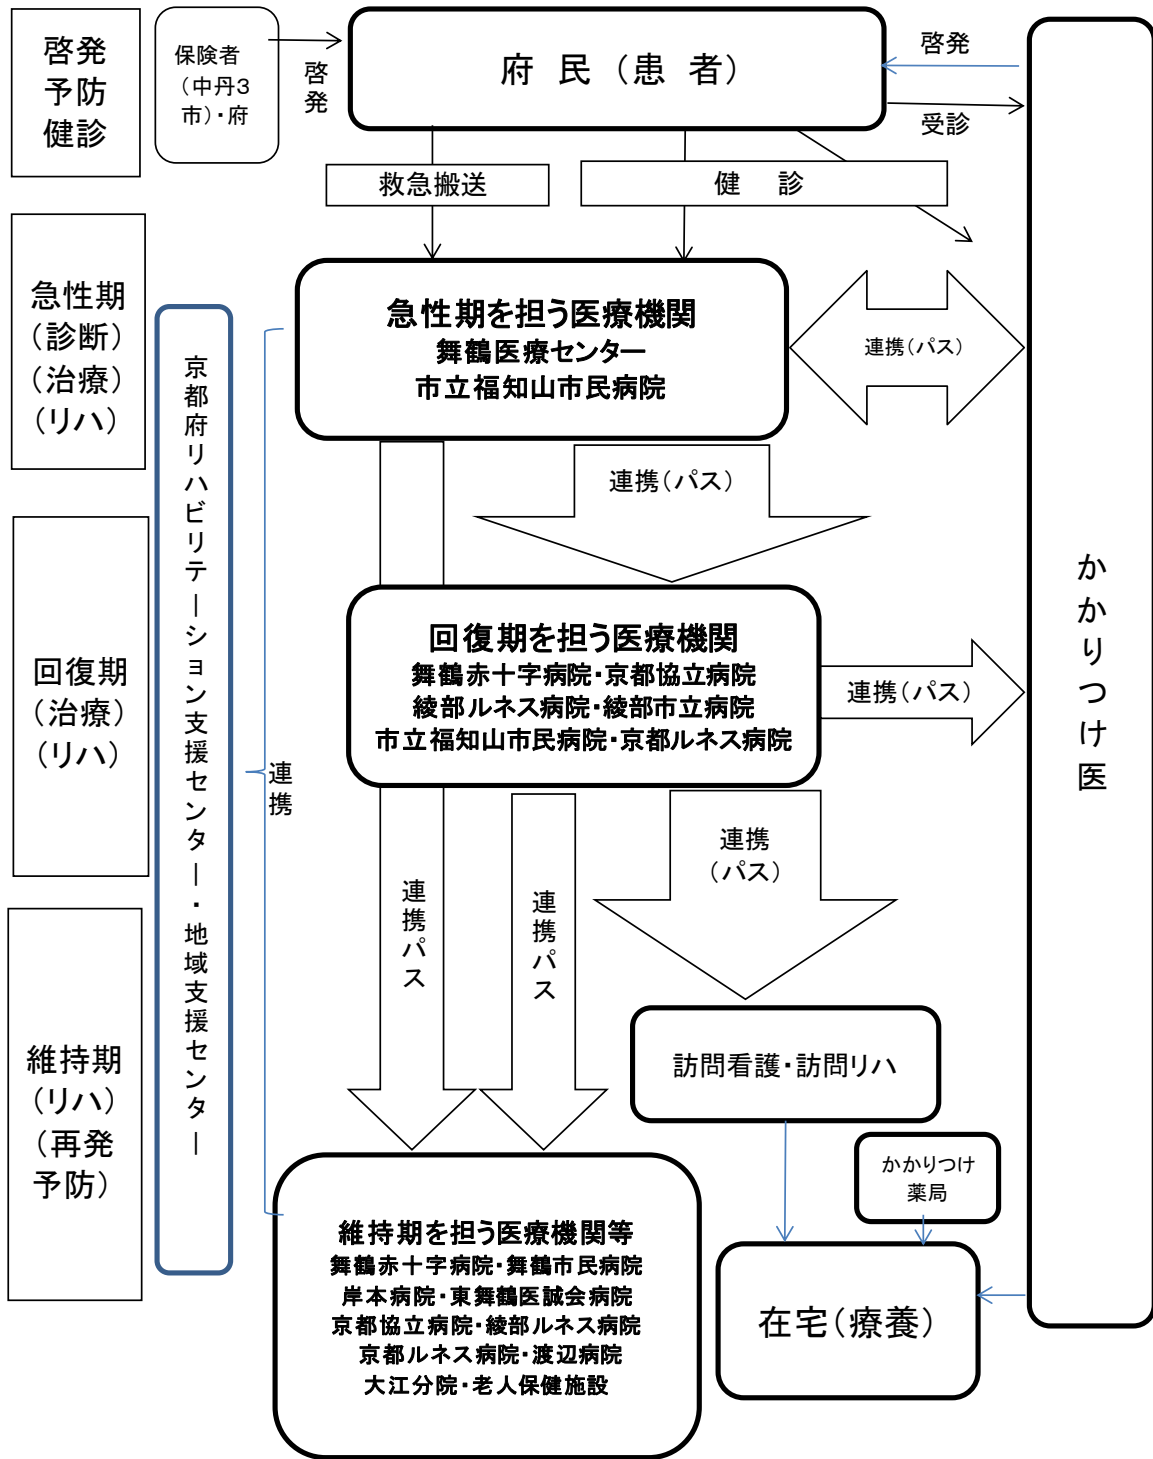 啓発
予防
健診
保険者
（中丹３
市）・府
啓
発
府　民（患　者）
啓発
受診
救急搬送
健　　診
急性期
（診断）
（治療）
（リハ）
急性期を担う医療機関
舞鶴医療センター
市立福知山市民病院
連携（パス）
連携（パス）
京都府リハビリテーション支援センター・地域支援センター
連
携
かかりつけ医
回復期
（治療）
（リハ）
回復期を担う医療機関
舞鶴赤十字病院・京都協立病院
綾部ルネス病院・綾部市立病院
市立福知山市民病院・京都ルネス病院
連携（パス）
連携パス
連携パス
連携
（パス）
維持期
（リハ）
（再発
予防）
訪問看護・訪問リハ
かかりつけ
薬局
維持期を担う医療機関等
舞鶴赤十字病院・舞鶴市民病院
岸本病院・東舞鶴医誠会病院
京都協立病院・綾部ルネス病院
京都ルネス病院・渡辺病院
大江分院・老人保健施設
在宅（療養）